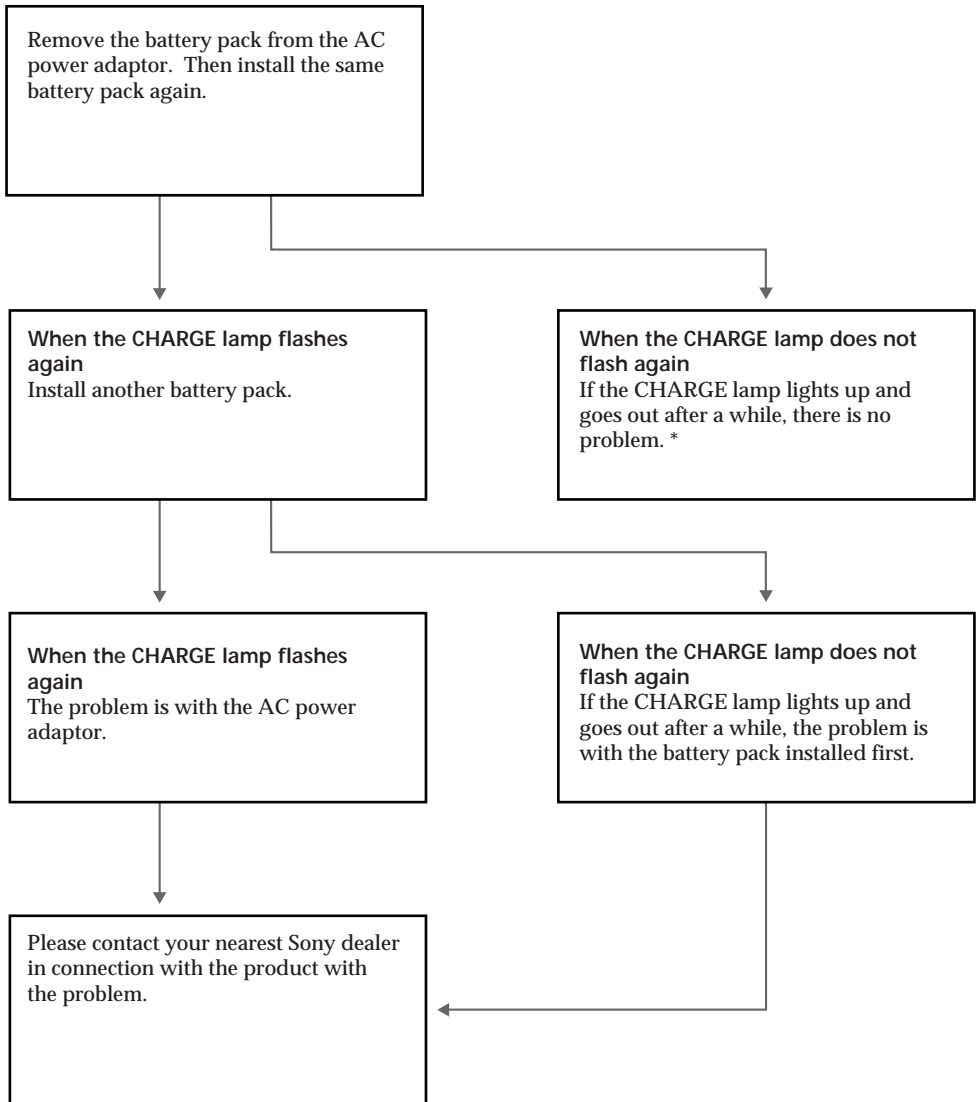 Remove the battery pack from the AC
power adaptor.  Then install the same
battery pack again.
When the CHARGE lamp flashes
again
Install another battery pack.
When the CHARGE lamp does not
flash again
If the CHARGE lamp lights up and
goes out after a while, there is no
problem. *
When the CHARGE lamp flashes
again
The problem is with the AC power
adaptor.
When the CHARGE lamp does not
flash again
If the CHARGE lamp lights up and
goes out after a while, the problem is
with the battery pack installed first.
Please contact your nearest Sony dealer
in connection with the product with
the problem.